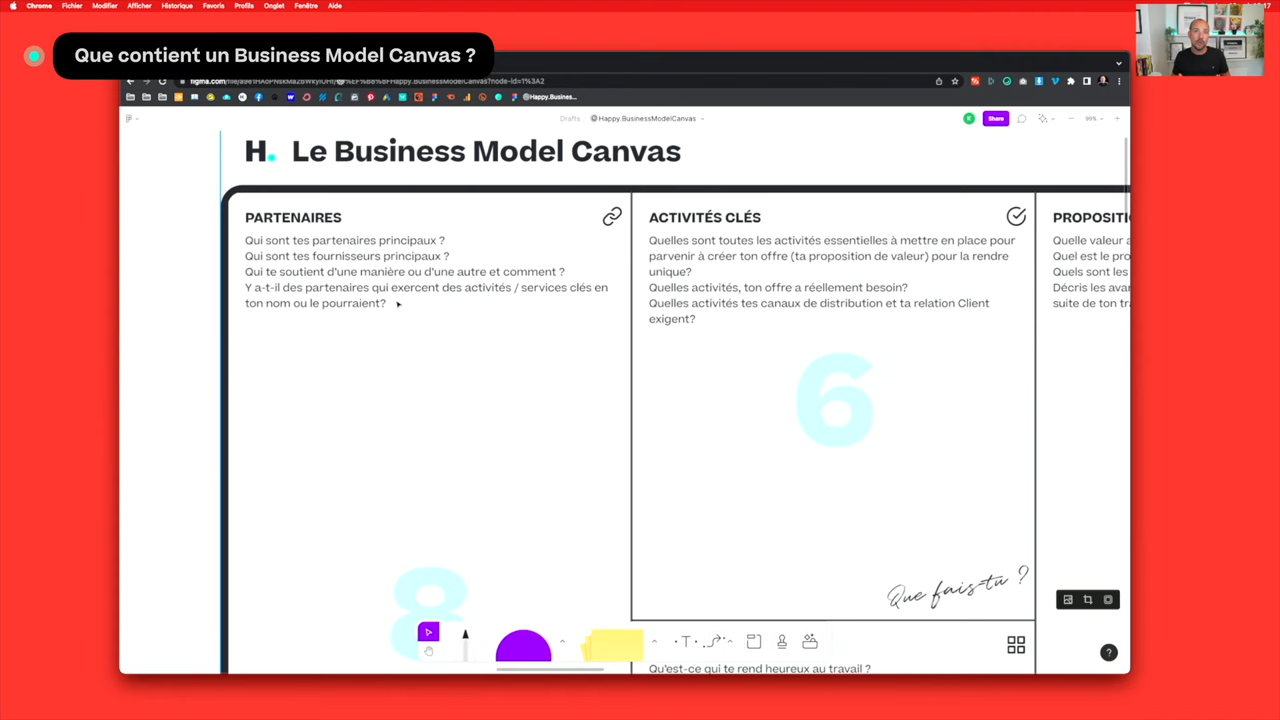 Chrome Fichier Modifier Afficher Historique Favoris Profils Onglet Fenêtre Aide
Que contient un Business Model Canvas ?
@Happy.Busines...
Drafts Happy.BusinessModelCanvas
K
Share
99%
H. Le Business Model Canvas
PARTENAIRES
Qui sont tes partenaires principaux ?
Qui sont tes fournisseurs principaux ?
Qui te soutient d'une manière ou d'une autre et comment ?
Y a-t-il des partenaires qui exercent des activités / services clés en
ton nom ou le pourraient?
8
ACTIVITÉS CLÉS
Quelles sont toutes les activités essentielles à mettre en place pour
parvenir à créer ton offre (ta proposition de valeur) pour la rendre
unique?
Quelles activités, ton offre a réellement besoin?
Quelles activités tes canaux de distribution et ta relation Client
exigent?
6
Que fais-tu ?
PROPOSITI
Quelle valeur a
Quel est le pro
Quels sont les
Décris les avan
suite de ton tra
Qu'est-ce qui te rend heureux au travail ?
T
?